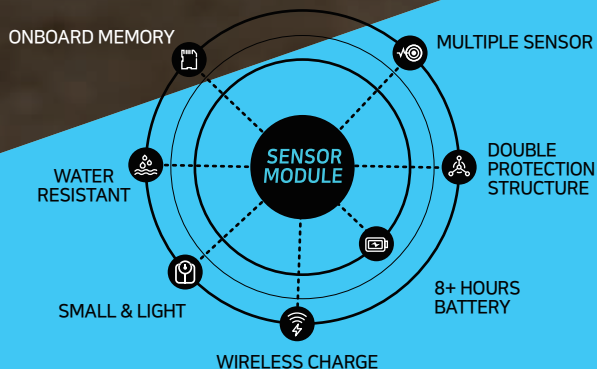 ONBOARD MEMORY
MULTIPLE SENSOR
SENSOR
MODULE
DOUBLE
PROTECTION
STRUCTURE
WATER
RESISTANT
8+ HOURS
BATTERY
SMALL & LIGHT
WIRELESS CHARGE